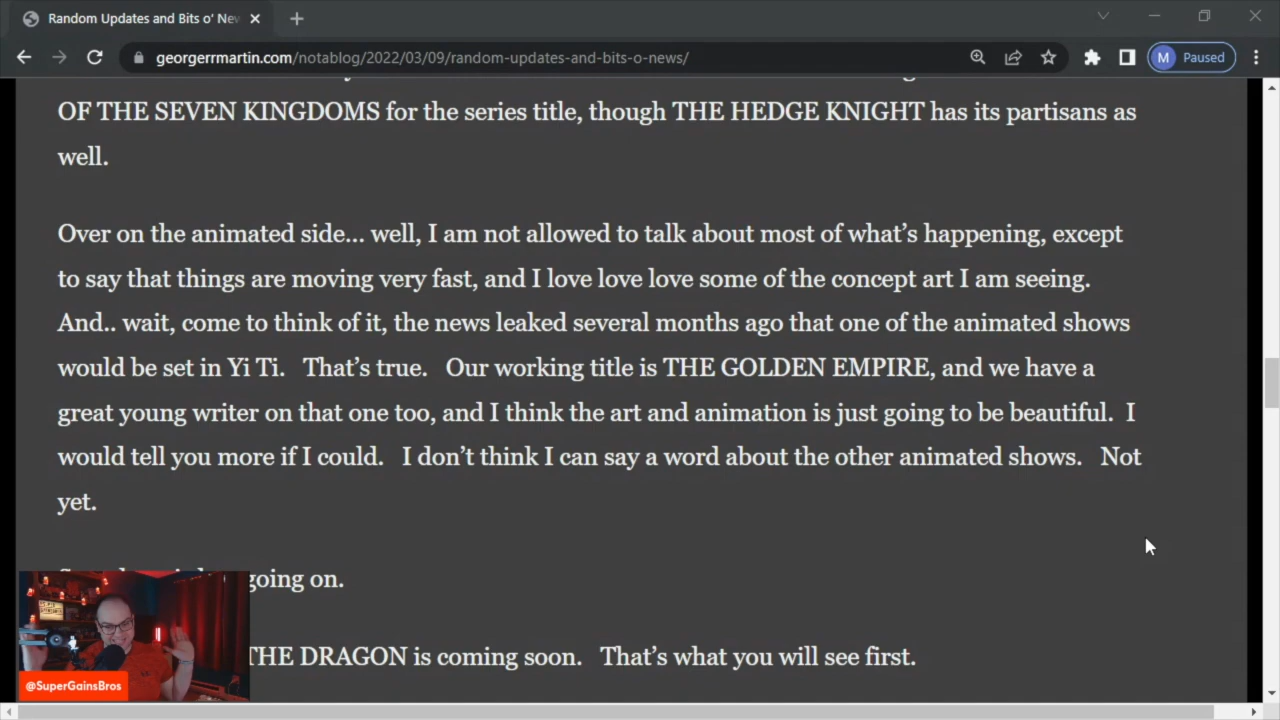 Random Updates and Bits o' Nev
georgerrmartin.com/notablog/2022/03/09/random-updates-and-bits-o-news/
M Paused
OF THE SEVEN KINGDOMS for the series title, though THE HEDGE KNIGHT has its partisans as
well.
Over on the animated side... well, I am not allowed to talk about most of what's happening, except
to say that things are moving very fast, and I love love love some of the concept art I am seeing.
And.. wait, come to think of it, the news leaked several months ago that one of the animated shows
would be set in Yi Ti. That's true. Our working title is THE GOLDEN EMPIRE, and we have a
great young writer on that one too, and I think the art and animation is just going to be beautiful. I
would tell you more if I could. I don't think I can say a word about the other animated shows. Not
yet.
going on.
THE DRAGON is coming soon. That's what you will see first.
@SuperGainsBros